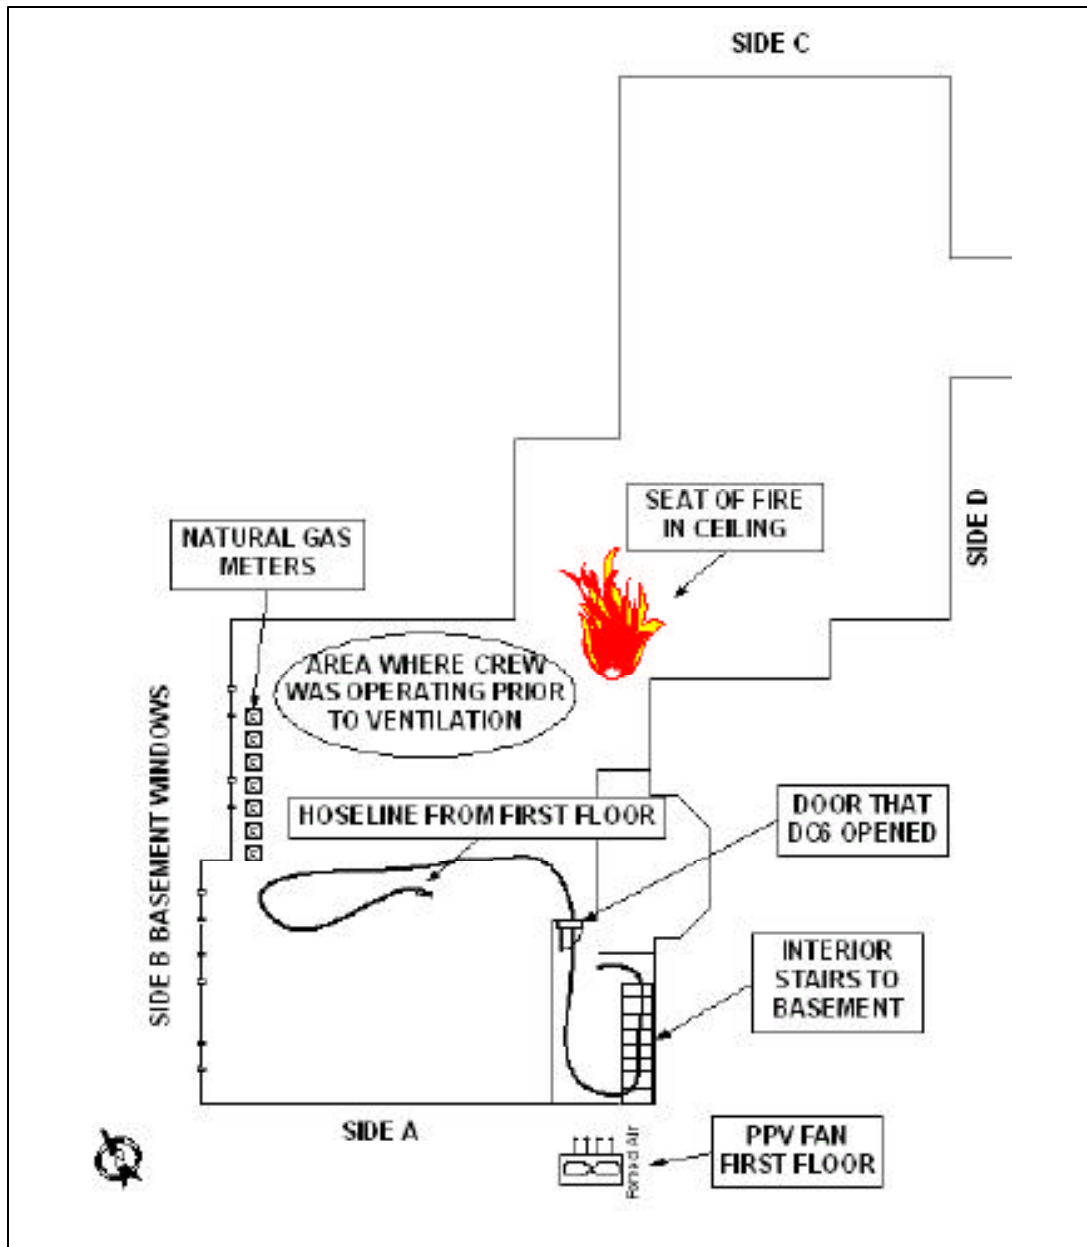 SIDE C
SEAT OF FIRE
IN CEILING
SIDE D
NATURAL GAS
METERS
AREA WHERE CREW
WAS OPERATING PRIOR
TO VENTILATION
SIDE B BASEMENT WINDOWS
HOSELINE FROM FIRST FLOOR
DOOR THAT
DC6 OPENED
INTERIOR
STAIRS TO
BASEMENT
SIDE A
Forced Air
PPV FAN
FIRST FLOOR